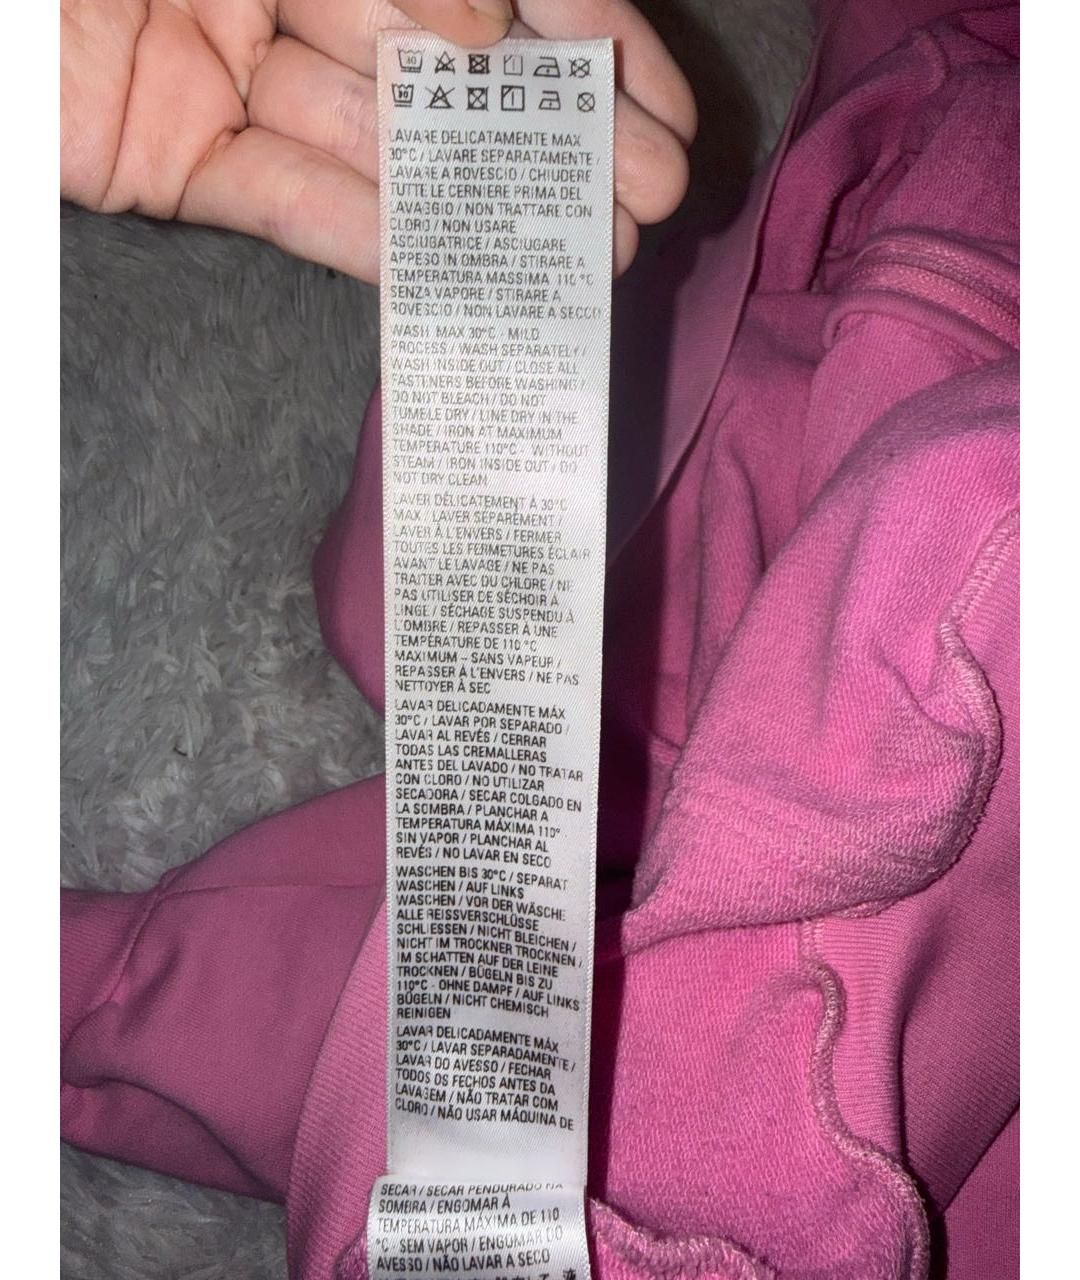 LAVARE DELICATAMENTE MAX
30°C / LAVARE SEPARATAMENTE /
LAVARE A ROVESCIO / CHIUDERE
TUTTE LE CERNIERE PRIMA DEL
LAVAGGIO / NON TRATTARE CON
CLORO / NON USARE
ASCIUGATRICE / ASCIUGARE
APPESO IN OMBRA / STIRARE A
TEMPERATURA MASSIMA 110 °C
SENZA VAPORE / STIRARE A
ROVESCIO / NON LAVARE A SECCO
WASH MAX 30°C - MILD
PROCESS / WASH SEPARATELY /
WASH INSIDE OUT / CLOSE ALL
FASTENERS BEFORE WASHING /
DO NOT BLEACH / DO NOT
TUMBLE DRY / LINE DRY IN THE
SHADE / IRON AT MAXIMUM
TEMPERATURE 110°C - WITHOUT
STEAM / IRON INSIDE OUT / DO
NOT DRY CLEAN
LAVER DÉLICATEMENT À 30°C
MAX / LAVER SÉPARÉMENT /
LAVER À L'ENVERS / FERMER
TOUTES LES FERMETURES ÉCLAIR
AVANT LE LAVAGE / NE PAS
TRAITER AVEC DU CHLORE / NE
PAS UTILISER DE SÉCHOIR À
LINGE / SÉCHAGE SUSPENDU À
L'OMBRE / REPASSER À UNE
TEMPÉRATURE DE 110 °C
MAXIMUM – SANS VAPEUR /
REPASSER À L'ENVERS / NE PAS
NETTOYER À SEC
LAVAR DELICADAMENTE MÁX
30°C / LAVAR POR SEPARADO /
LAVAR AL REVÉS / CERRAR
TODAS LAS CREMALLERAS
ANTES DEL LAVADO / NO TRATAR
CON CLORO / NO UTILIZAR
SECADORA / SECAR COLGADO EN
LA SOMBRA / PLANCHAR A
TEMPERATURA MÁXIMA 110°
SIN VAPOR / PLANCHAR AL
REVÉS / NO LAVAR EN SECO
WASCHEN BIS 30°C / SEPARAT
WASCHEN / AUF LINKS
WASCHEN / VOR DER WÄSCHE
ALLE REISSVERSCHLÜSSE
SCHLIESSEN / NICHT BLEICHEN /
NICHT IM TROCKNER TROCKNEN /
IM SCHATTEN AUF DER LEINE
TROCKNEN / BÜGELN BIS ZU
110°C - OHNE DAMPF / AUF LINKS
BÜGELN / NICHT CHEMISCH
REINIGEN
LAVAR DELICADAMENTE MÁX
30°C / LAVAR SEPARADAMENTE /
LAVAR DO AVESSO / FECHAR
TODOS OS FECHOS ANTES DA
LAVAGEM / NÃO TRATAR COM
CLORO / NÃO USAR MÁQUINA DE
SECAR / SECAR PENDURADO NA
SOMBRA / ENGOMAR À
TEMPERATURA MÁXIMA DE 110
°C - SEM VAPOR / ENGOMAR DO
AVESSO / NÃO LAVAR A SECO